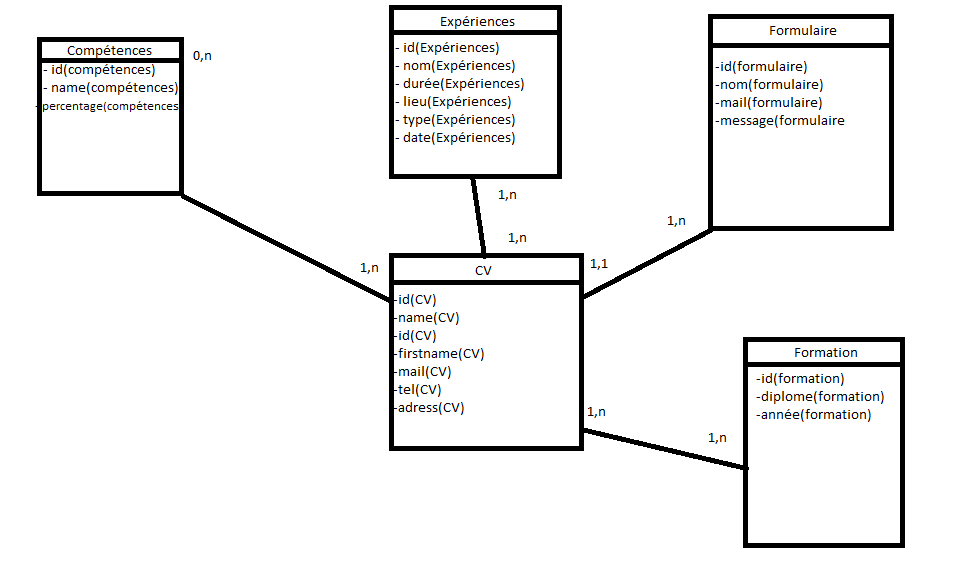 Compétences
- id(compétences)
- name(compétences)
- percentage(compétences
0,n
Expériences
- id(Expériences)
- nom(Expériences)
- durée(Expériences)
- lieu(Expériences)
- type(Expériences)
- date(Expériences)
1,n
Formulaire
-id(formulaire)
-nom(formulaire)
-mail(formulaire)
-message(formulaire
1,n
1,n
1,n
1,1
CV
-id(CV)
-name(CV)
-id(CV)
-firstname(CV)
-mail(CV)
-tel(CV)
-adress(CV)
1,n
1,n
Formation
-id(formation)
-diplome(formation)
-année(formation)